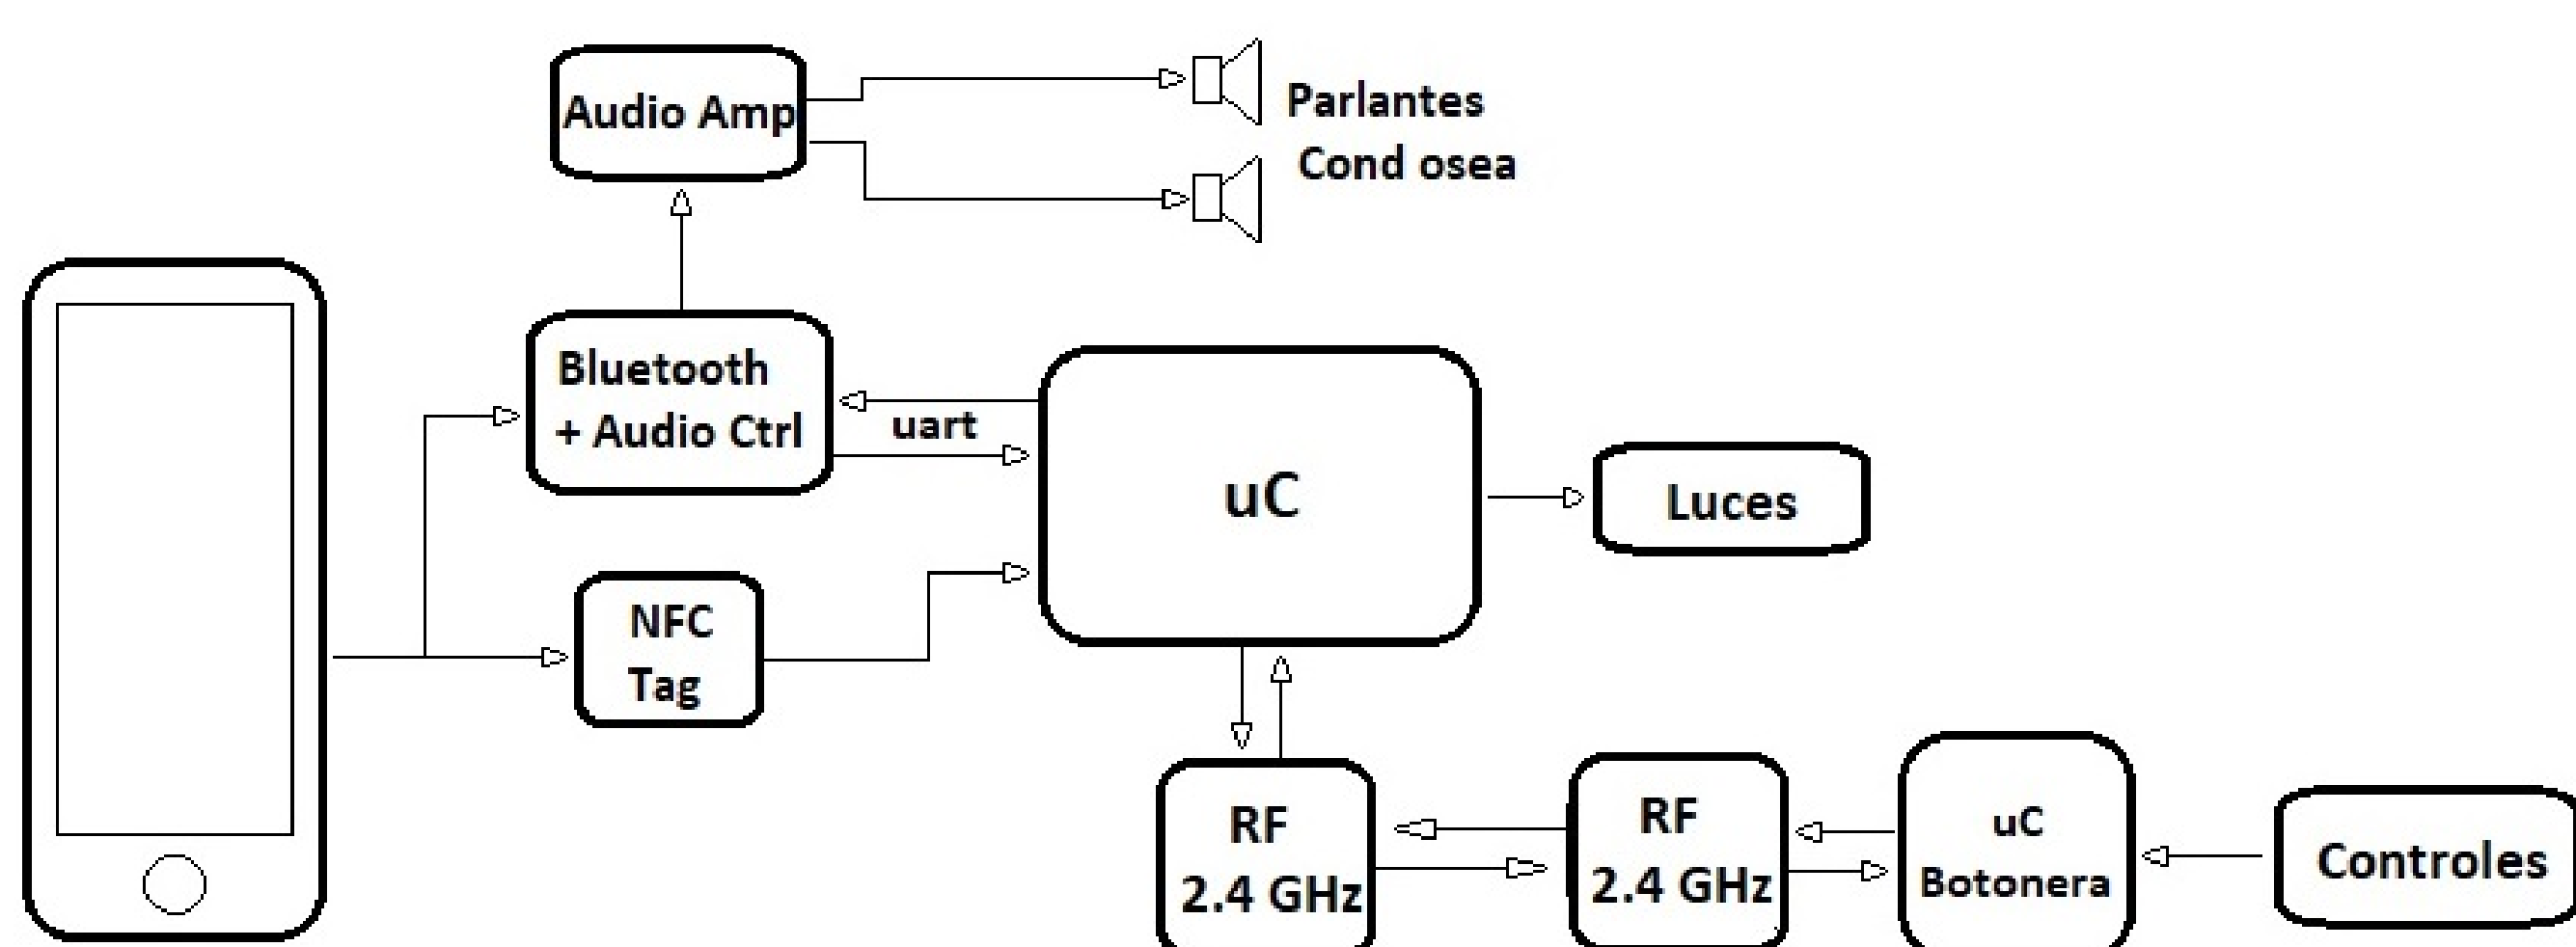 Audio Amp
Parlantes
Cond osea
Bluetooth
+ Audio Ctrl
uart
uC
Luces
NFC
Tag
RF
2.4 GHz
RF
2.4 GHz
uC
Botonera
Controles